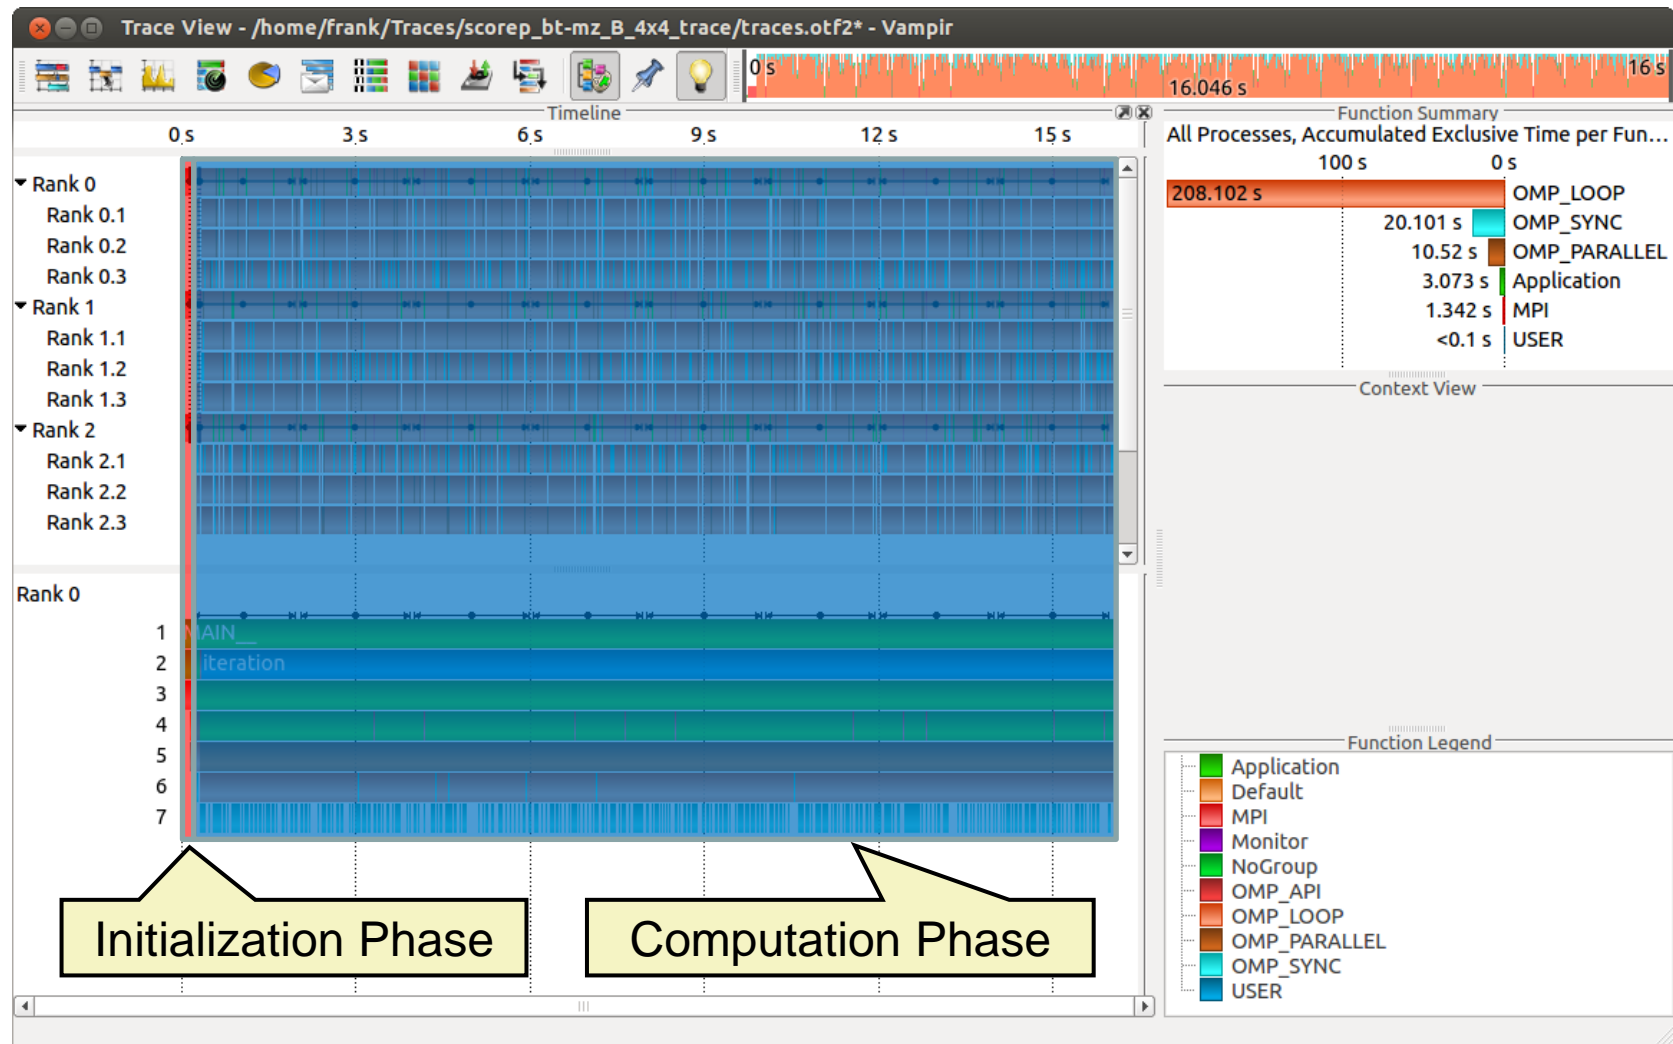 Trace View - /home/frank/Traces/scorep_bt-mz_B_4x4_trace/traces.otf2* - Vampir
0 s
16 s
16.046 s
Timeline
0 s
3 s
6 s
9 s
12 s
15 s
Rank 0
Rank 0.1
Rank 0.2
Rank 0.3
Rank 1
Rank 1.1
Rank 1.2
Rank 1.3
Rank 2
Rank 2.1
Rank 2.2
Rank 2.3
Rank 0
1
MAIN__
2
iteration
3
4
5
6
7
Initialization Phase
Computation Phase
Function Summary
All Processes, Accumulated Exclusive Time per Fun...
100 s
0 s
208.102 s
OMP_LOOP
20.101 s
OMP_SYNC
10.52 s
OMP_PARALLEL
3.073 s
Application
1.342 s
MPI
<0.1 s
USER
Context View
Function Legend
Application
Default
MPI
Monitor
NoGroup
OMP_API
OMP_LOOP
OMP_PARALLEL
OMP_SYNC
USER